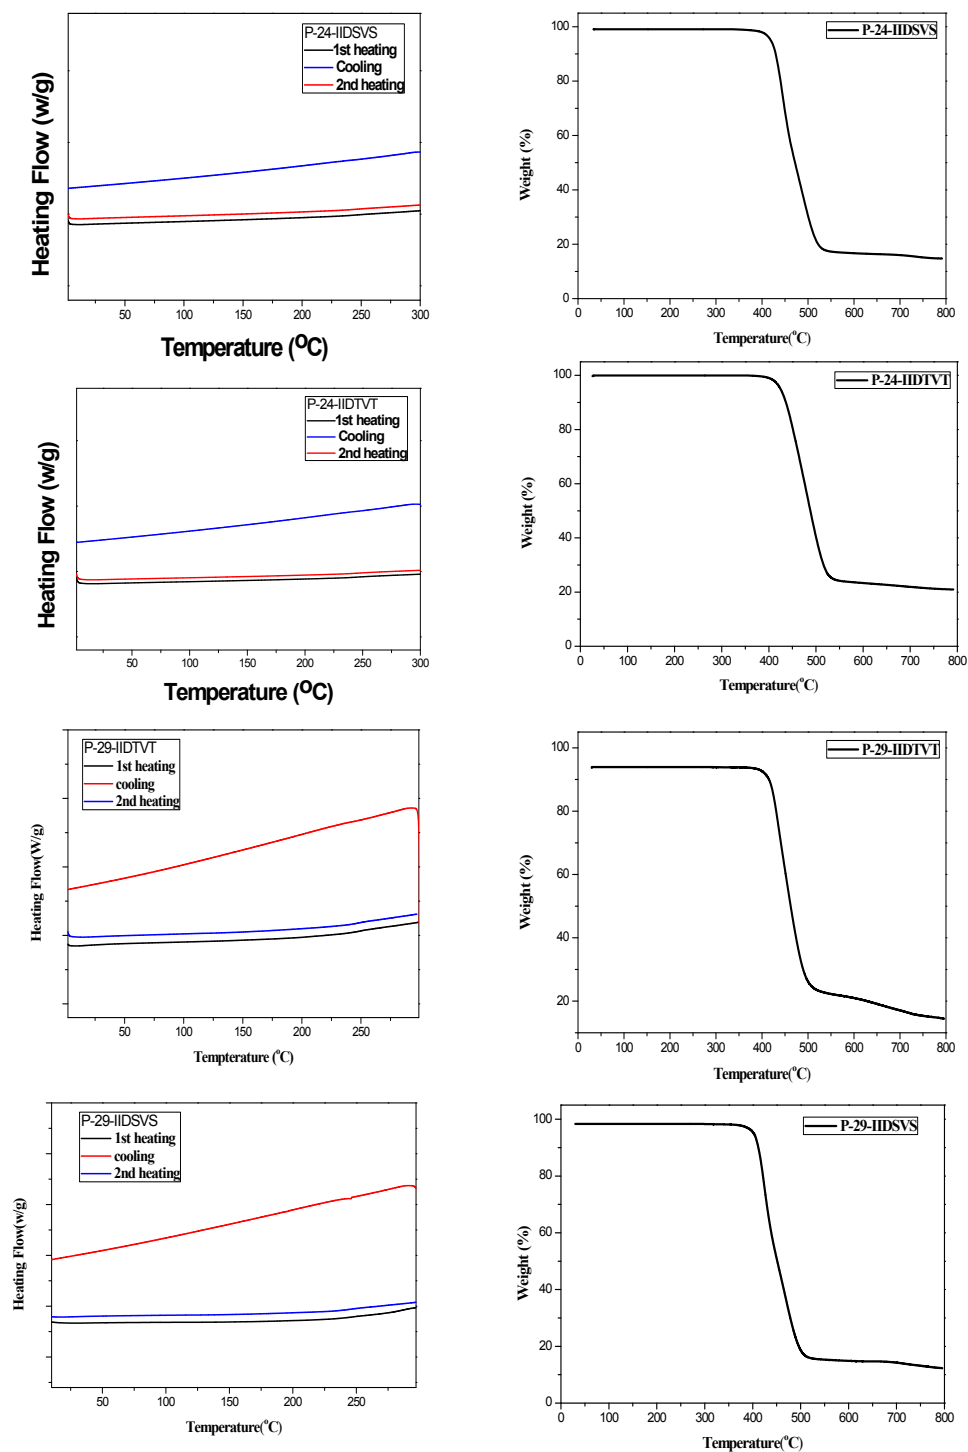 P-24-IIDSVS
1st heating
Cooling
2nd heating
Heating Flow (w/g)
50 100 150 200 250 300
Temperature (ᴼC)
P-24-IIDSVS
100
80
60
40
20
0
Weight (%)
0 100 200 300 400 500 600 700 800
Temperature(°C)
P-24-IIDTVT
1st heating
Cooling
2nd heating
Heating Flow (w/g)
50 100 150 200 250 300
Temperature (ᴼC)
P-24-IIDTVT
100
80
60
40
20
0
Weight (%)
0 100 200 300 400 500 600 700 800
Temperature(°C)
P-29-IIDTVT
1st heating
cooling
2nd heating
Heating Flow(W/g)
50 100 150 200 250
Tempterature (°C)
P-29-IIDTVT
100
80
60
40
20
Weight (%)
0 100 200 300 400 500 600 700 800
Temperature(°C)
P-29-IIDSVS
1st heating
cooling
2nd heating
Heating Flow(w/g)
50 100 150 200 250
Temperature(°C)
P-29-IIDSVS
100
80
60
40
20
0
Weight (%)
0 100 200 300 400 500 600 700 800
Temperature(°C)